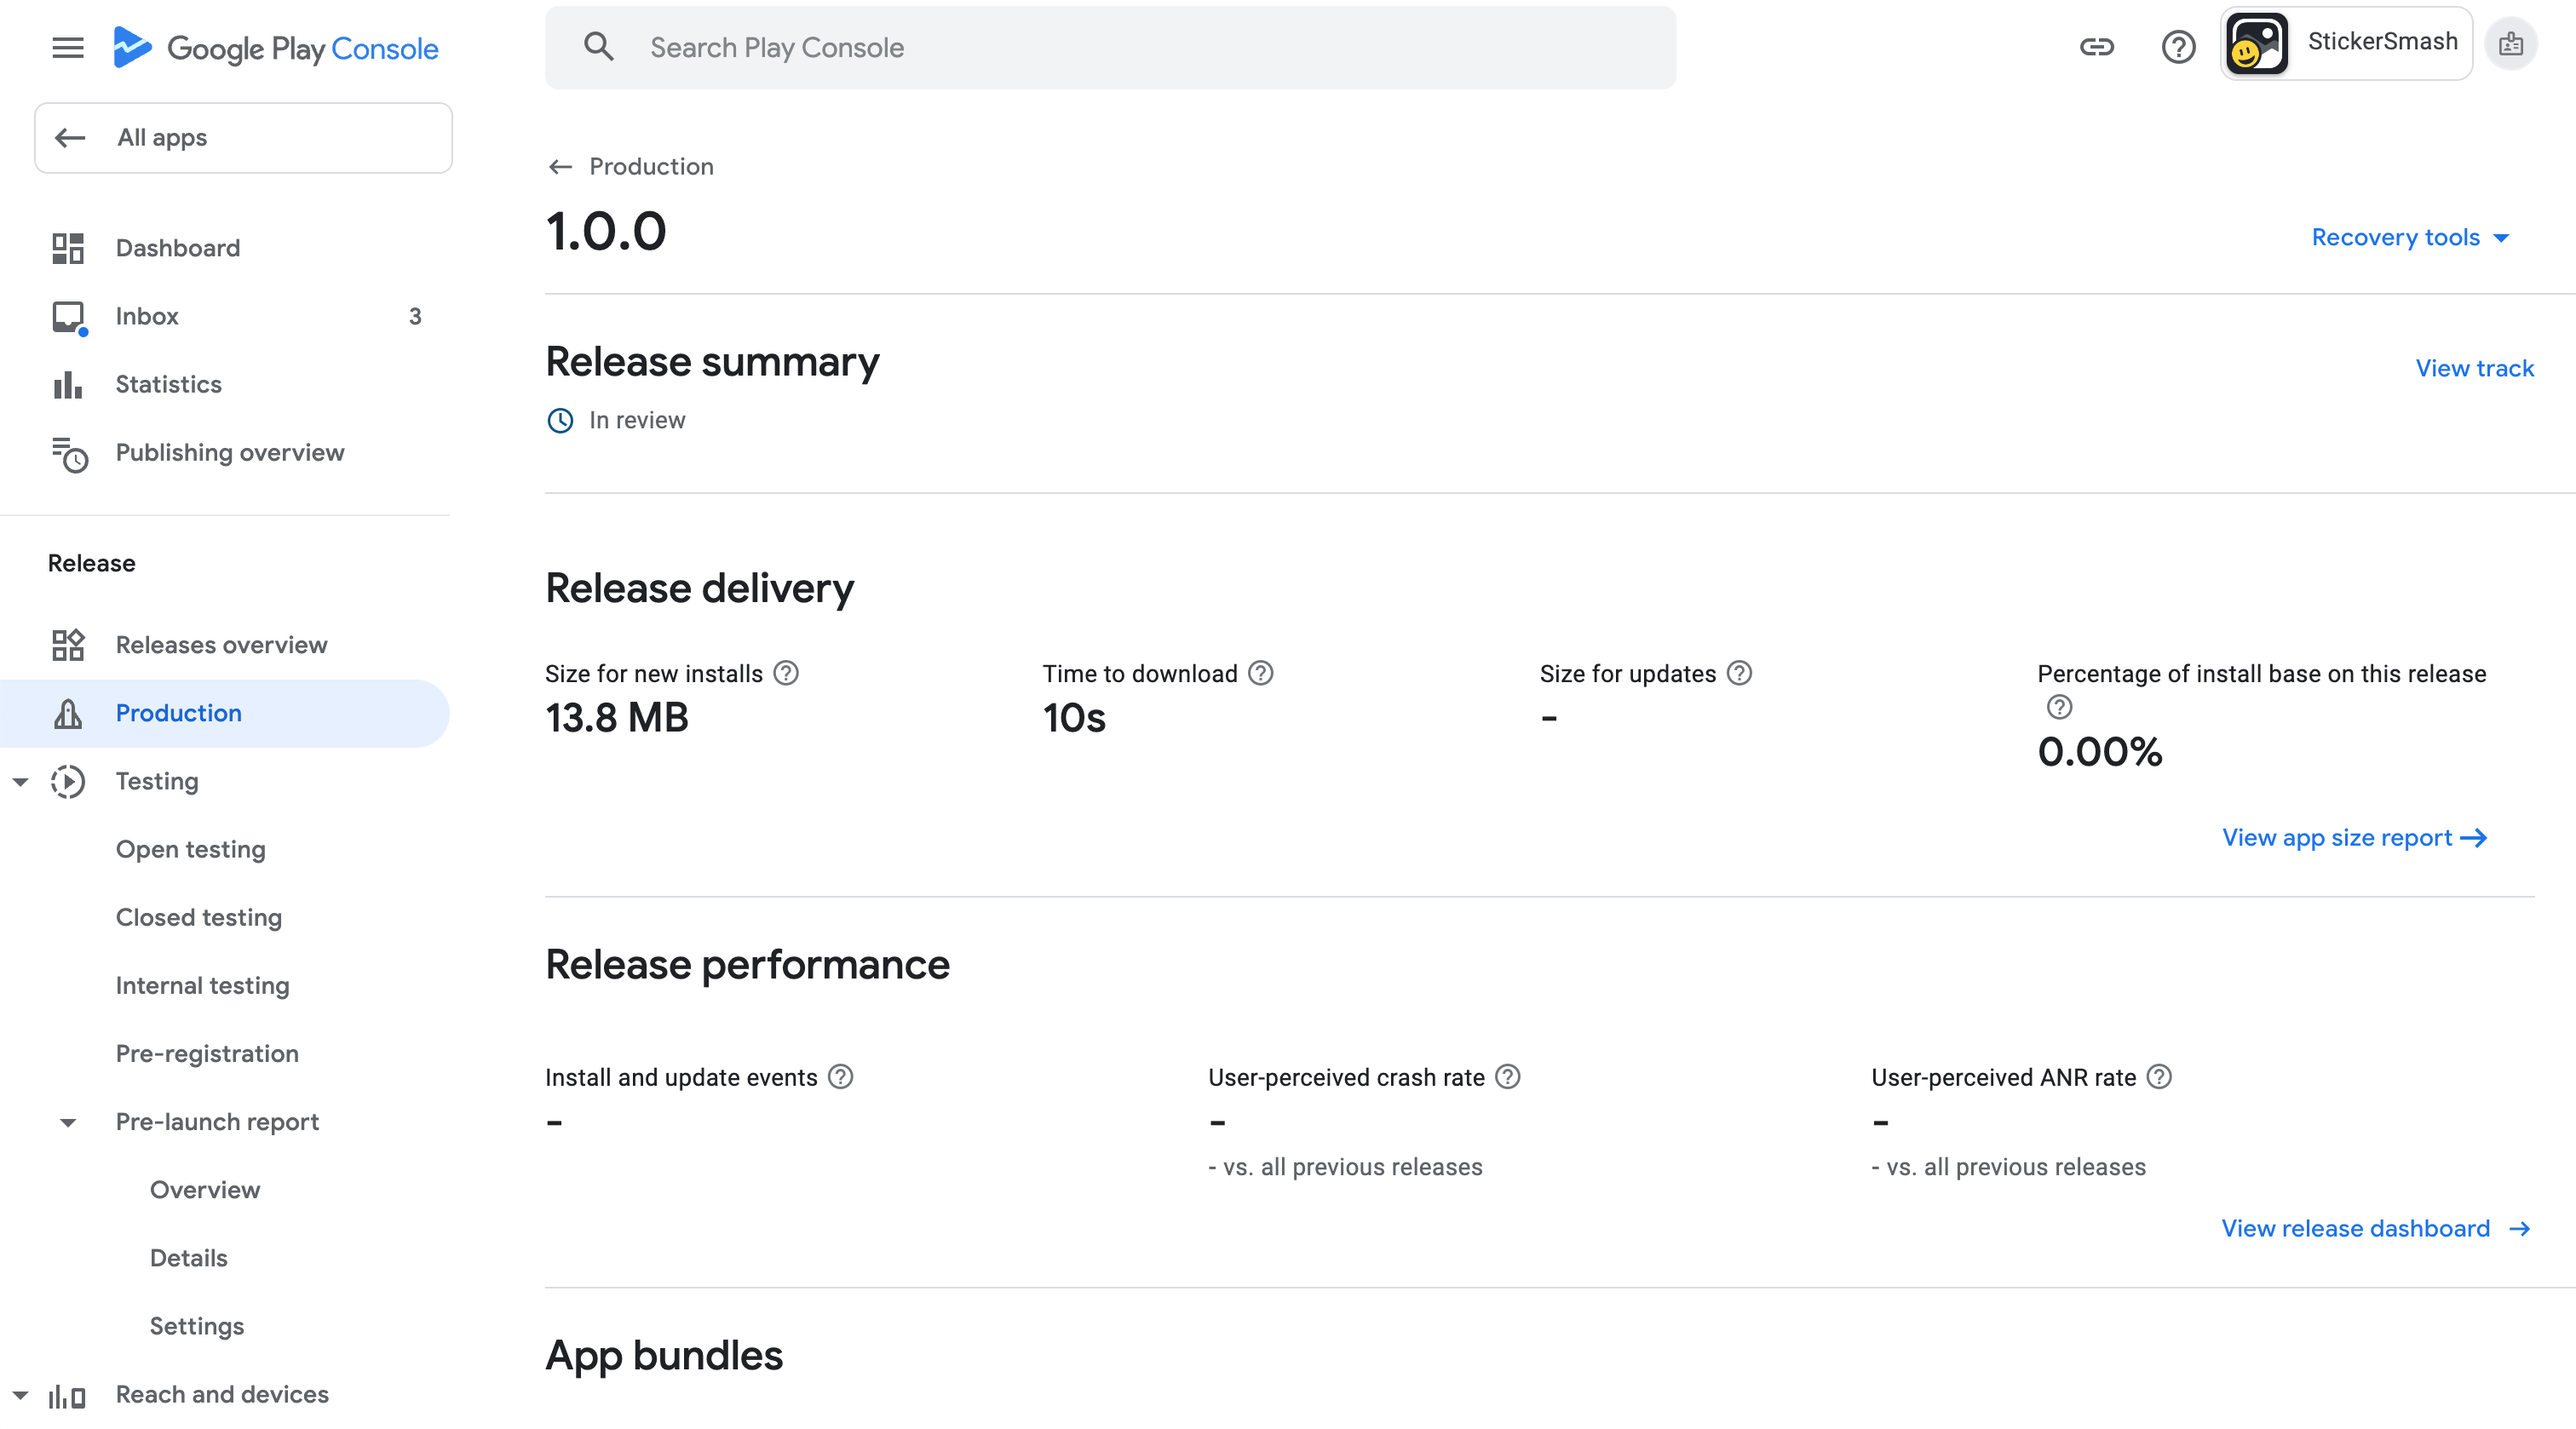 Google Play Console
Search Play Console
StickerSmash
All apps
Dashboard
Inbox 3
Statistics
Publishing overview
Release
Releases overview
Production
Testing
Open testing
Closed testing
Internal testing
Pre-registration
Pre-launch report
Overview
Details
Settings
Reach and devices
Production
1.0.0
Recovery tools
Release summary
View track
In review
Release delivery
Size for new installs
13.8 MB
Time to download
10s
Size for updates
-
Percentage of install base on this release
0.00%
View app size report
Release performance
Install and update events
-
User-perceived crash rate
-
- vs. all previous releases
User-perceived ANR rate
-
- vs. all previous releases
View release dashboard
App bundles